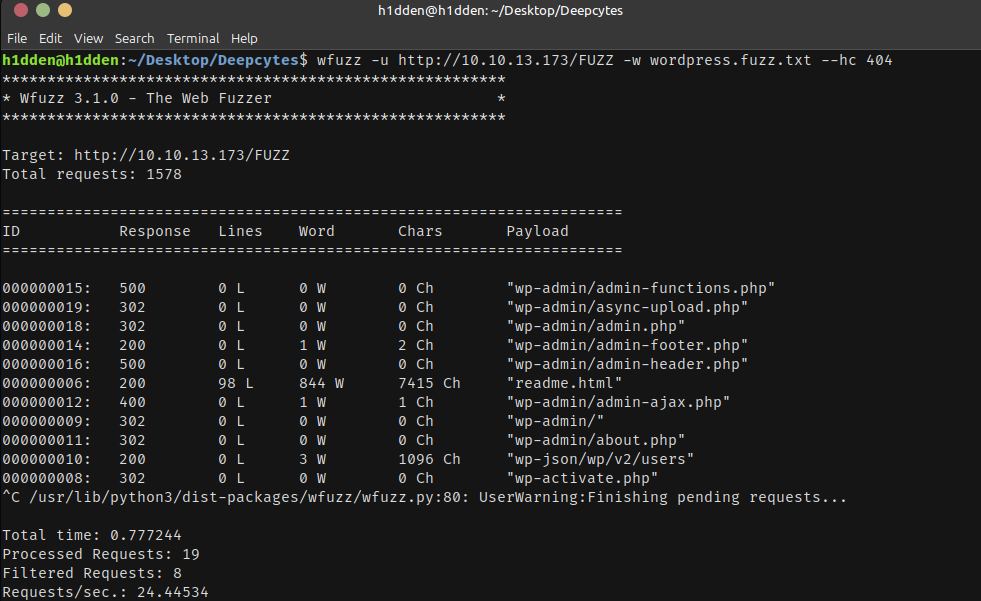 h1dden@h1dden: ~/Desktop/Deepcytes
File Edit View Search Terminal Help
h1dden@h1dden:~/Desktop/Deepcytes$ wfuzz -u http://10.10.13.173/FUZZ -w wordpress.fuzz.txt --hc 404
********************************************************
* Wfuzz 3.1.0 - The Web Fuzzer                         *
********************************************************
Target: http://10.10.13.173/FUZZ
Total requests: 1578
=====================================================================
ID           Response   Lines    Word       Chars       Payload
=====================================================================
000000015:   500        0 L      0 W        0 Ch        "wp-admin/admin-functions.php"
000000019:   302        0 L      0 W        0 Ch        "wp-admin/async-upload.php"
000000018:   302        0 L      0 W        0 Ch        "wp-admin/admin.php"
000000014:   200        0 L      1 W        2 Ch        "wp-admin/admin-footer.php"
000000016:   500        0 L      0 W        0 Ch        "wp-admin/admin-header.php"
000000006:   200        98 L     844 W      7415 Ch     "readme.html"
000000012:   400        0 L      1 W        1 Ch        "wp-admin/admin-ajax.php"
000000009:   302        0 L      0 W        0 Ch        "wp-admin/"
000000011:   302        0 L      0 W        0 Ch        "wp-admin/about.php"
000000010:   200        0 L      3 W        1096 Ch     "wp-json/wp/v2/users"
000000008:   302        0 L      0 W        0 Ch        "wp-activate.php"
^C /usr/lib/python3/dist-packages/wfuzz/wfuzz.py:80: UserWarning:Finishing pending requests...
Total time: 0.777244
Processed Requests: 19
Filtered Requests: 8
Requests/sec.: 24.44534